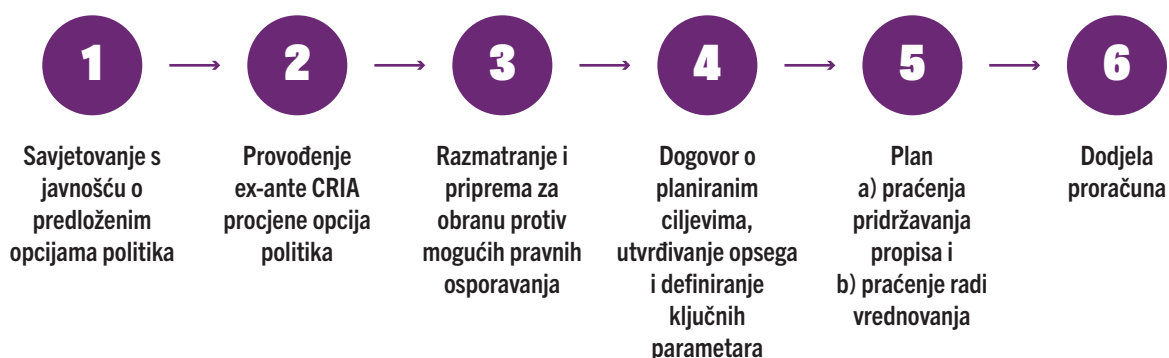 1
Savjetovanje s
javnošću o
predloženim
opcijama politika
2
Provođenje
ex-ante CRIA
procjene opcija
politika
3
Razmatranje i
priprema za
obranu protiv
mogućih pravnih
osporavanja
4
Dogovor o
planiranim
ciljevima,
utvrđivanje opsega
i definiranje
ključnih
parametara
5
Plan
a) praćenja
pridržavanja
propisa i
b) praćenje radi
vrednovanja
6
Dodjela
proračuna